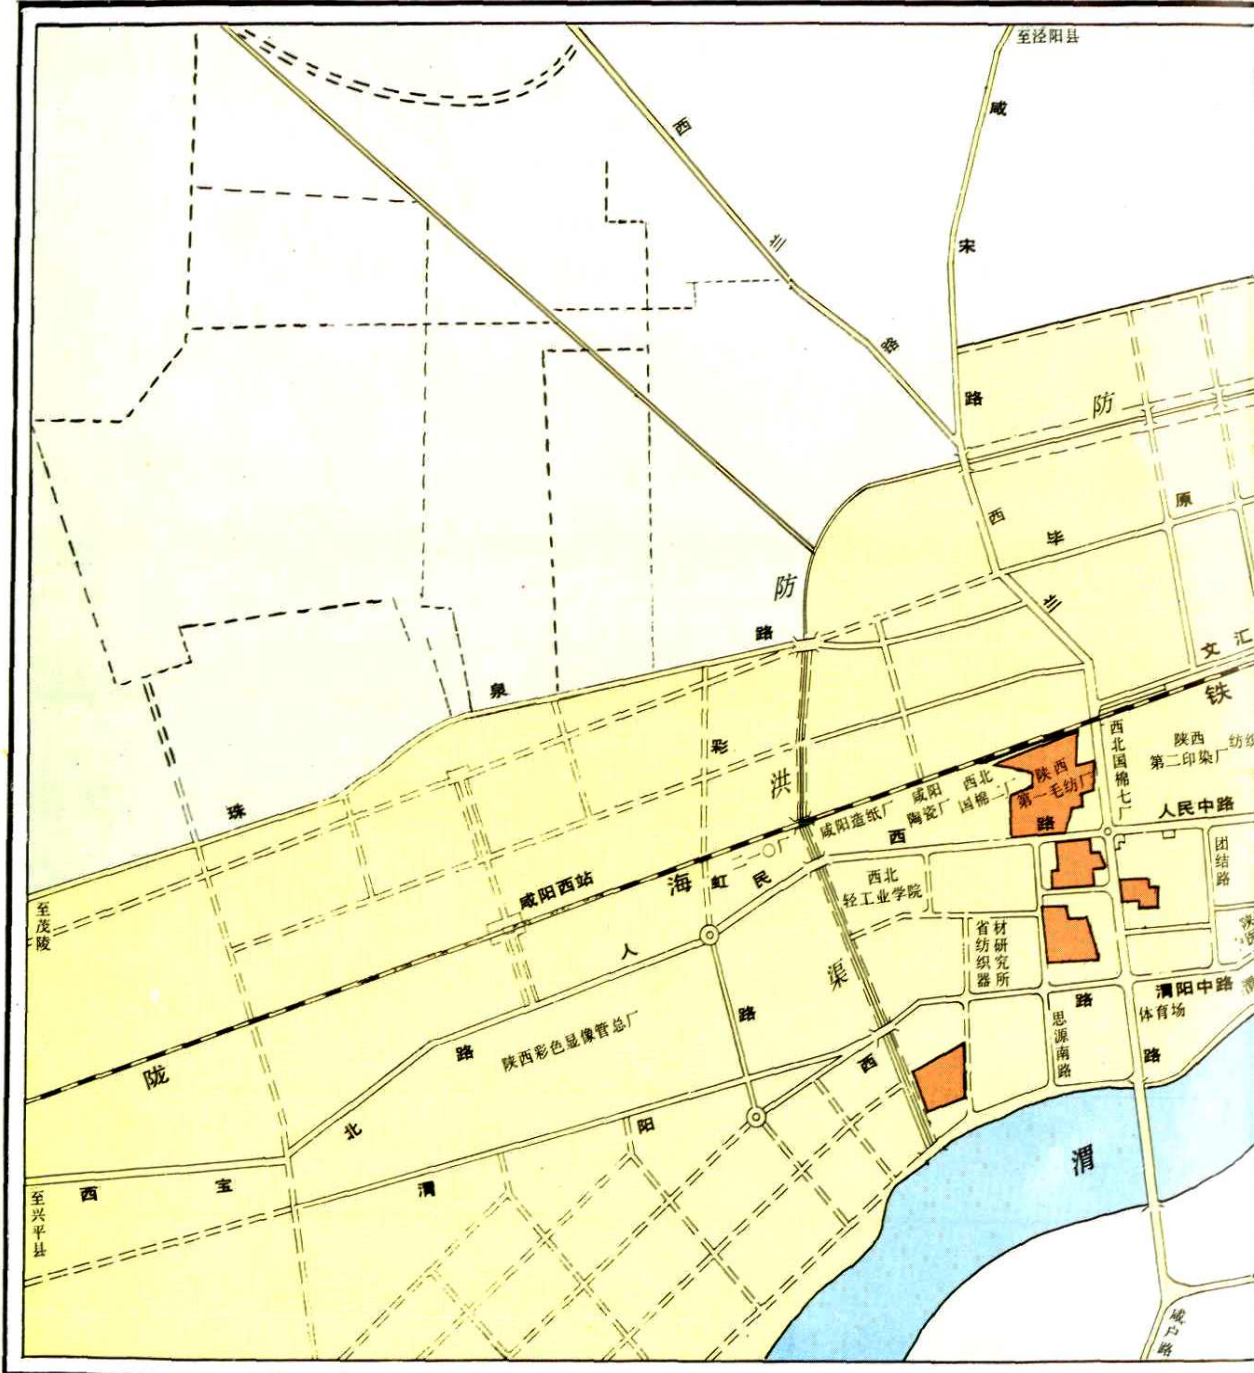 至泾阳县
咸宋路
西兰路
防
原
西
毕
兰
防
路
文汇
泉
铁
彩
西北国棉七厂
陕西
第二印染厂
纺织
洪
珠
陕西
第一毛纺厂
西北
国棉二厂
咸阳
陶瓷厂
咸阳造纸厂
人民中路
路
西
团结路
咸阳西站
海
虹
民
西北
轻工业学院
至茂陵
人
省纺织器
材研究所
渠
渭阳中路
路
体育场
思源南路
路
路
陕西彩色显像管总厂
路
西
陇
北
阳
渭
西宝
渭
至兴平县
咸户路